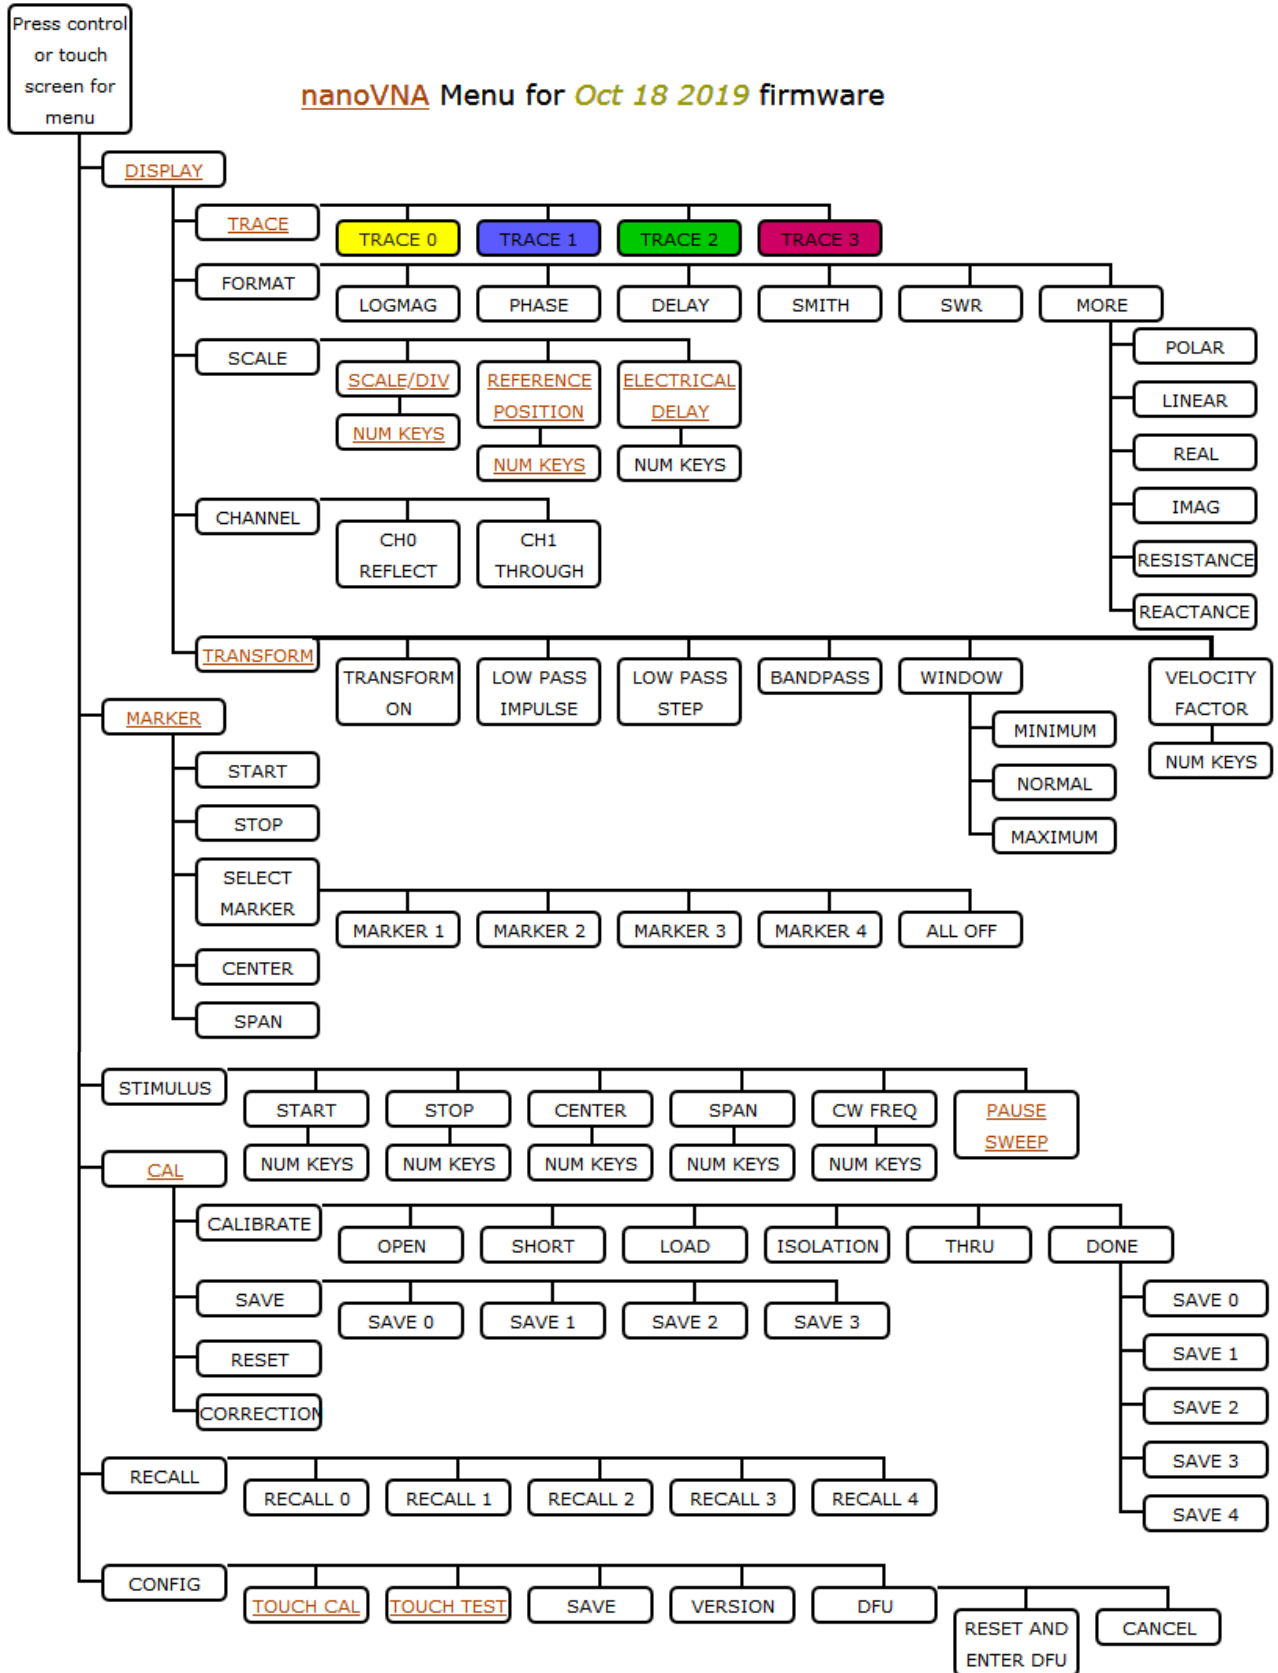 Press control
or touch
screen for
menu
nanoVNA Menu for Oct 18 2019 firmware
DISPLAY
TRACE
TRACE 0
TRACE 1
TRACE 2
TRACE 3
FORMAT
LOGMAG
PHASE
DELAY
SMITH
SWR
MORE
POLAR
LINEAR
REAL
IMAG
RESISTANCE
REACTANCE
SCALE
SCALE/DIV
NUM KEYS
REFERENCE
POSITION
NUM KEYS
ELECTRICAL
DELAY
NUM KEYS
CHANNEL
CH0
REFLECT
CH1
THROUGH
TRANSFORM
TRANSFORM
ON
LOW PASS
IMPULSE
LOW PASS
STEP
BANDPASS
WINDOW
MINIMUM
NORMAL
MAXIMUM
VELOCITY
FACTOR
NUM KEYS
MARKER
START
STOP
SELECT
MARKER
MARKER 1
MARKER 2
MARKER 3
MARKER 4
ALL OFF
CENTER
SPAN
STIMULUS
START
NUM KEYS
STOP
NUM KEYS
CENTER
NUM KEYS
SPAN
NUM KEYS
CW FREQ
NUM KEYS
PAUSE
SWEEP
CAL
CALIBRATE
OPEN
SHORT
LOAD
ISOLATION
THRU
DONE
SAVE 0
SAVE 1
SAVE 2
SAVE 3
SAVE 4
SAVE
SAVE 0
SAVE 1
SAVE 2
SAVE 3
RESET
CORRECTION
RECALL
RECALL 0
RECALL 1
RECALL 2
RECALL 3
RECALL 4
CONFIG
TOUCH CAL
TOUCH TEST
SAVE
VERSION
DFU
RESET AND
ENTER DFU
CANCEL